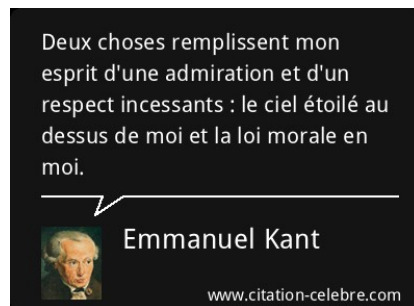 Deux choses remplissent mon
esprit d'une admiration et d'un
respect incessants : le ciel étoilé au
dessus de moi et la loi morale en
moi.
Emmanuel Kant
www.citation-celebre.com